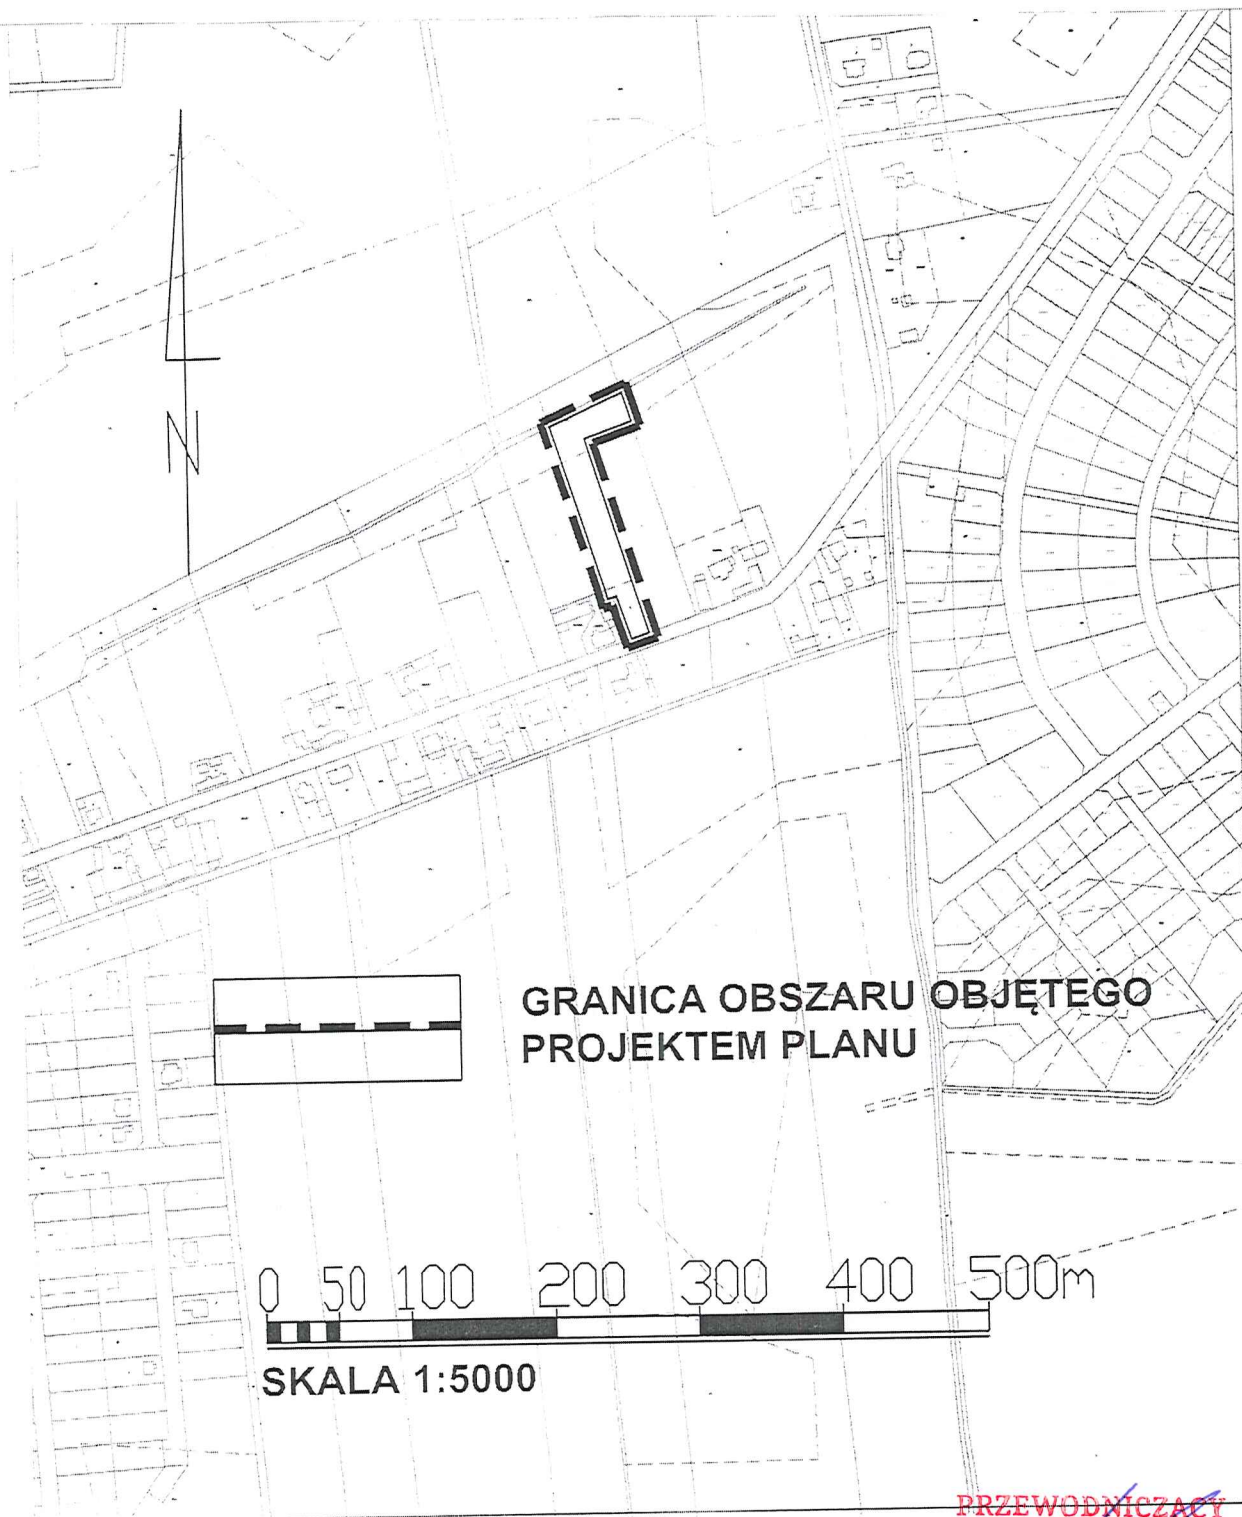 N
GRANICA OBSZARU OBJĘTEGO
PROJEKTEM PLANU
0 50 100 200 300 400 500m
SKALA 1:5000
PRZEWODNICZĄCY